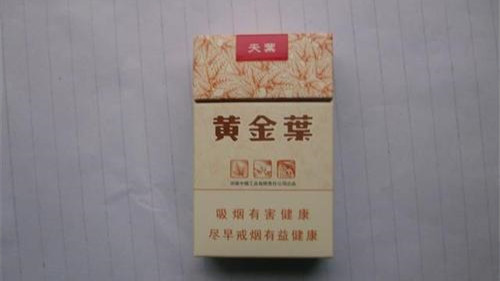 天葉
黄金葉
吸烟有害健康
尽早戒烟有益健康